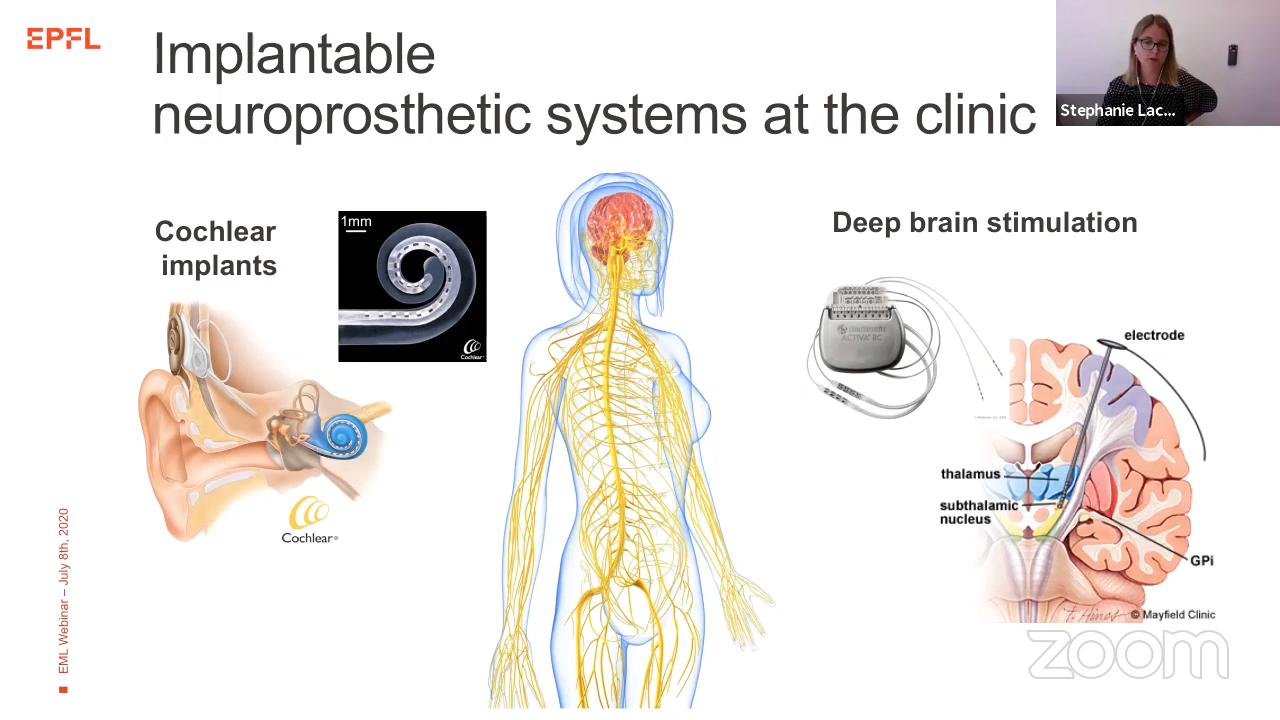 EPFL
Implantable
neuroprosthetic systems at the clinic
Stephanie Lac...
Cochlear
implants
1mm
Cochlear
Cochlear®
Deep brain stimulation
ACTIVA® RC
electrode
thalamus
subthalamic
nucleus
GPi
© Mayfield Clinic
EML Webinar – July 8th, 2020
zoom